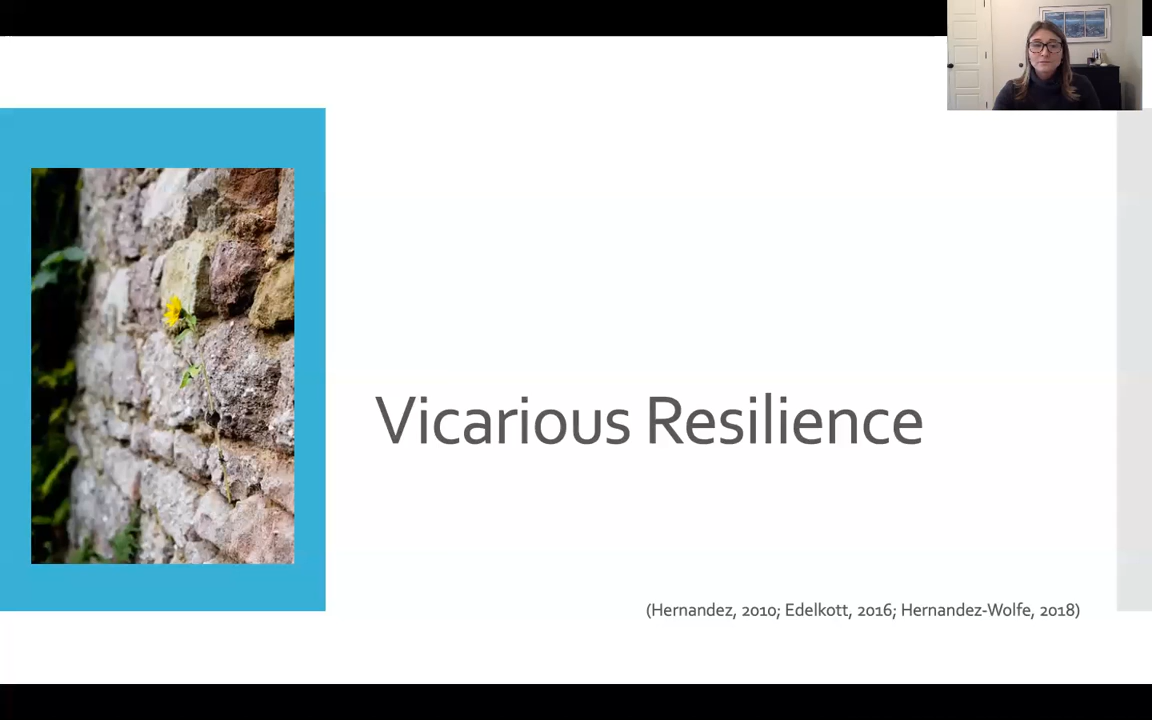 Vicarious Resilience
(Hernandez, 2010; Edelkott, 2016; Hernandez-Wolfe, 2018)